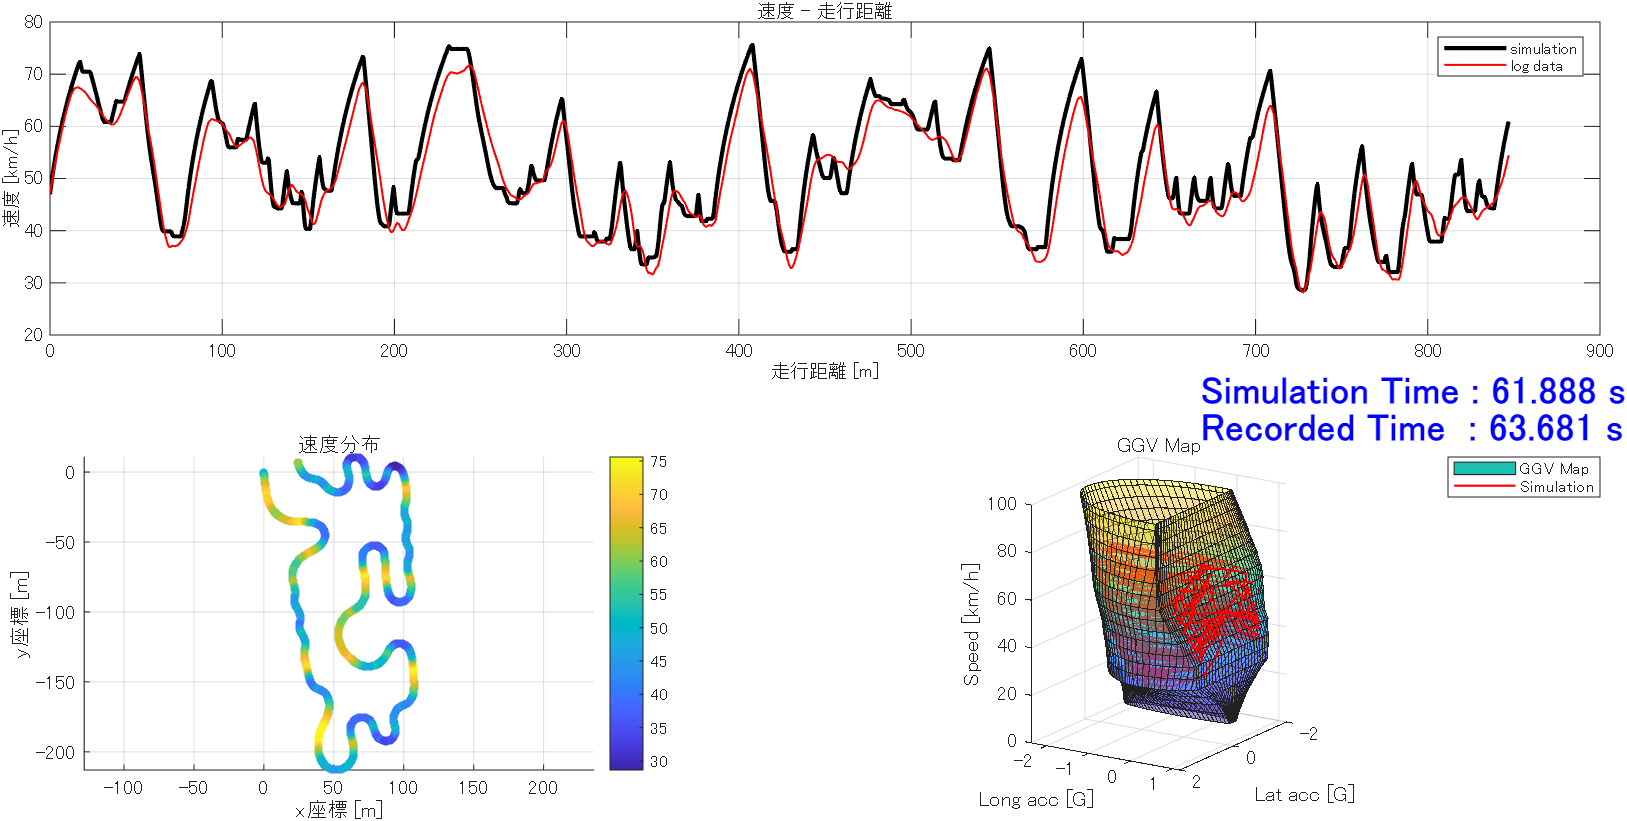 速度 - 走行距離
80
70
60
50
40
30
20
速度 [km/h]
simulation
log data
0 100 200 300 400 500 600 700 800 900
走行距離 [m]
Simulation Time : 61.888 s
Recorded Time : 63.681 s
速度分布
0
-50
-100
-150
-200
y座標 [m]
-100 -50 0 50 100 150 200
x座標 [m]
75
70
65
60
55
50
45
40
35
30
GGV Map
GGV Map
Simulation
100
80
60
40
20
0
Speed [km/h]
-2 -1 0 1
Long acc [G]
2 0 -2
Lat acc [G]